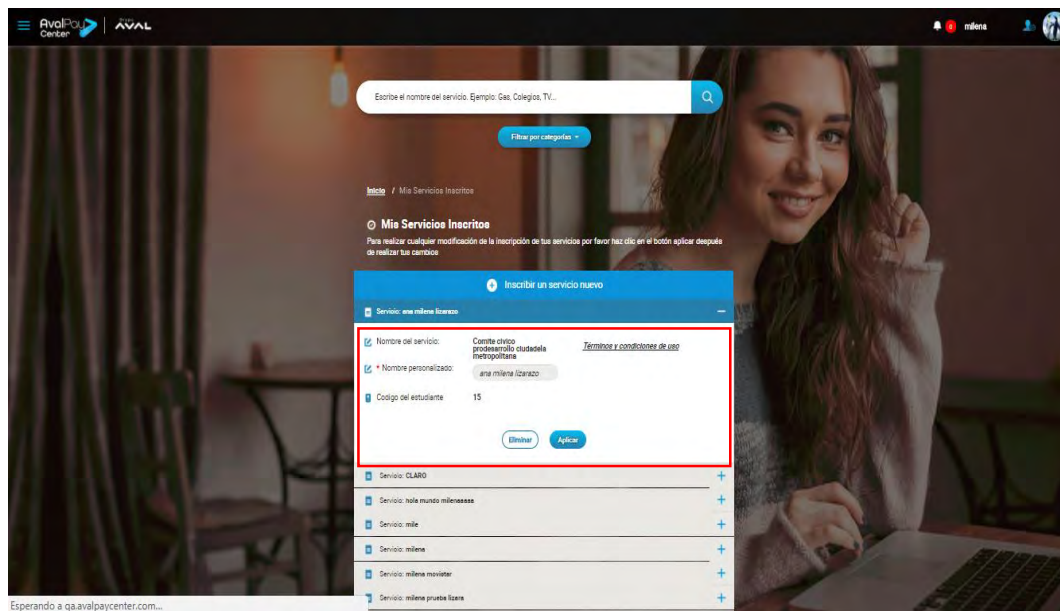 AvalPay Center
GRUPO AVAL
milena
Escribe el nombre del servicio. Ejemplo: Gas, Colegios, TV...
Filtrar por categorías
Inicio / Mis Servicios Inscritos
Mis Servicios Inscritos
Para realizar cualquier modificación de la inscripción de tus servicios por favor haz clic en el botón aplicar después
de realizar tus cambios
Inscribir un servicio nuevo
Servicio: ana milena lizarazo
Nombre del servicio:
Comite civico
prodesarrollo ciudadela
metropolitana
Términos y condiciones de uso
* Nombre personalizado:
ana milena lizarazo
Codigo del estudiante
15
Eliminar
Aplicar
Servicio: CLARO
Servicio: hola mundo milenaaaaa
Servicio: mile
Servicio: milena
Servicio: milena movistar
Servicio: milena prueba lizara
Esperando a qa.avalpaycenter.com...